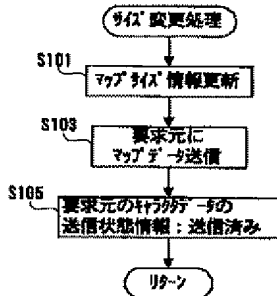 サイズ変更処理
S101
マップサイズ情報更新
S103
要求元に
マップデータ送信
S105
要求元のキャラクタデータの
送信状態情報：送信済み
リターン